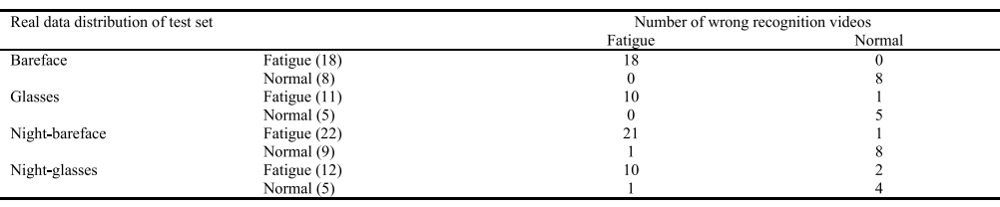 Real data distribution of test set Number of wrong recognition videos
Fatigue Normal
Bareface Fatigue (18) 18 0
Normal (8) 0 8
Glasses Fatigue (11) 10 1
Normal (5) 0 5
Night-bareface Fatigue (22) 21 1
Normal (9) 1 8
Night-glasses Fatigue (12) 10 2
Normal (5) 1 4